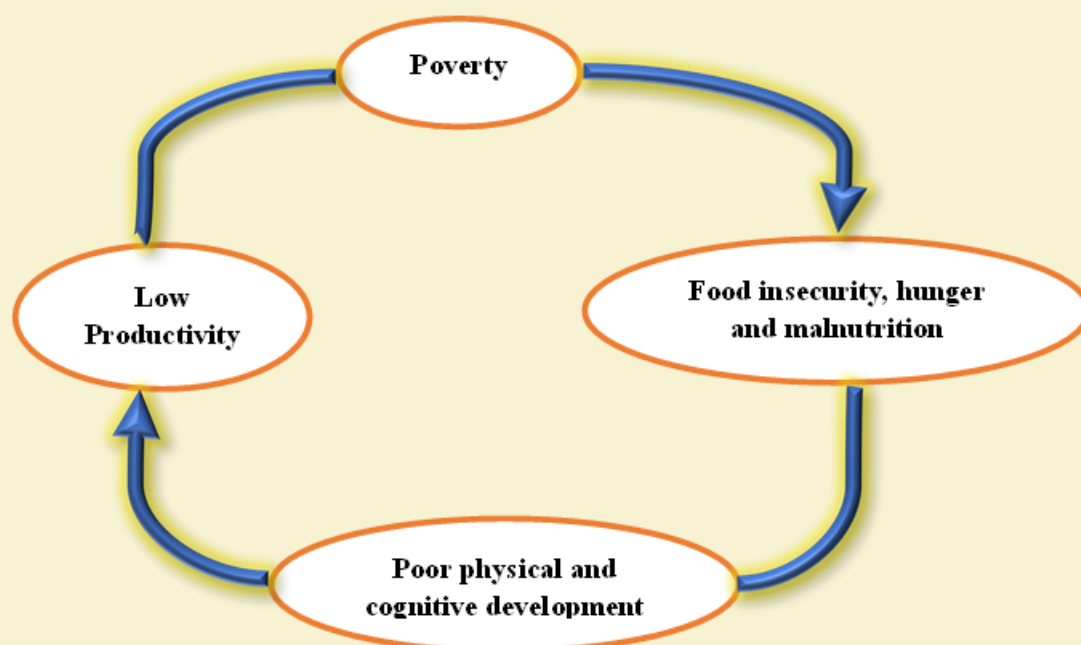 Poverty
Food insecurity, hunger
and malnutrition
Poor physical and
cognitive development
Low
Productivity